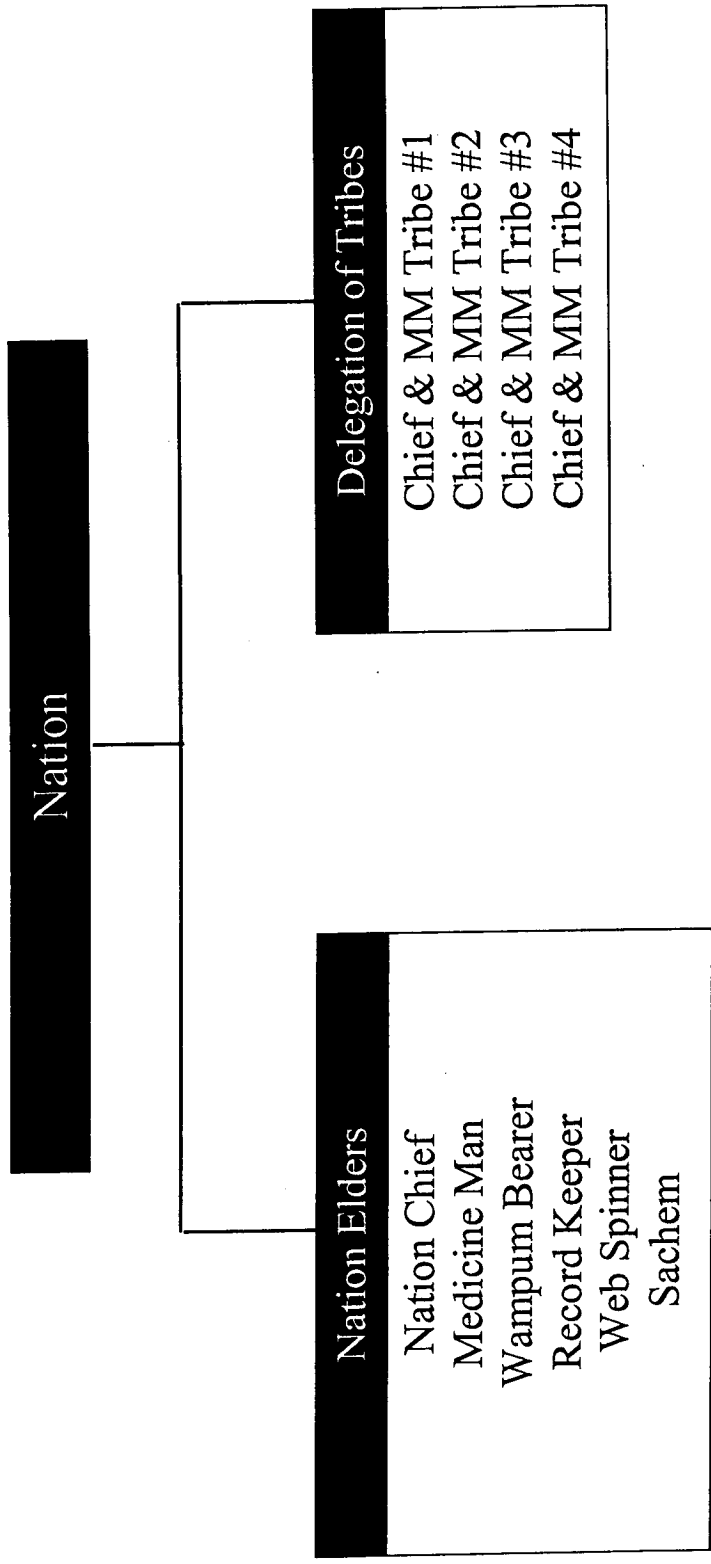 Nation
Nation Elders
Nation Chief
Medicine Man
Wampum Bearer
Record Keeper
Web Spinner
Sachem
Delegation of Tribes
Chief & MM Tribe #1
Chief & MM Tribe #2
Chief & MM Tribe #3
Chief & MM Tribe #4